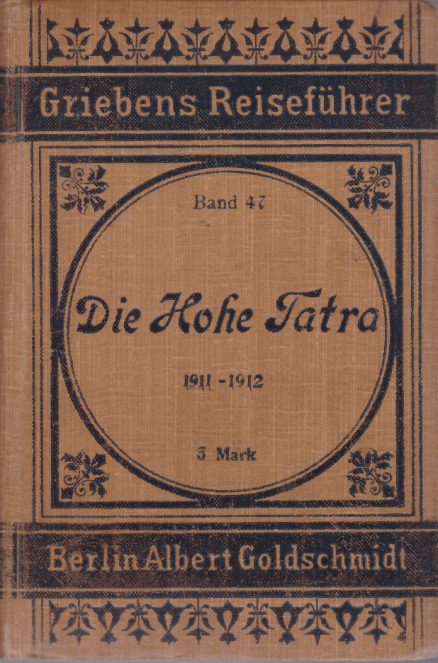 Griebens Reiseführer
Band 47
Die Hohe Tatra
1911-1912
3 Mark
Berlin Albert Goldschmidt